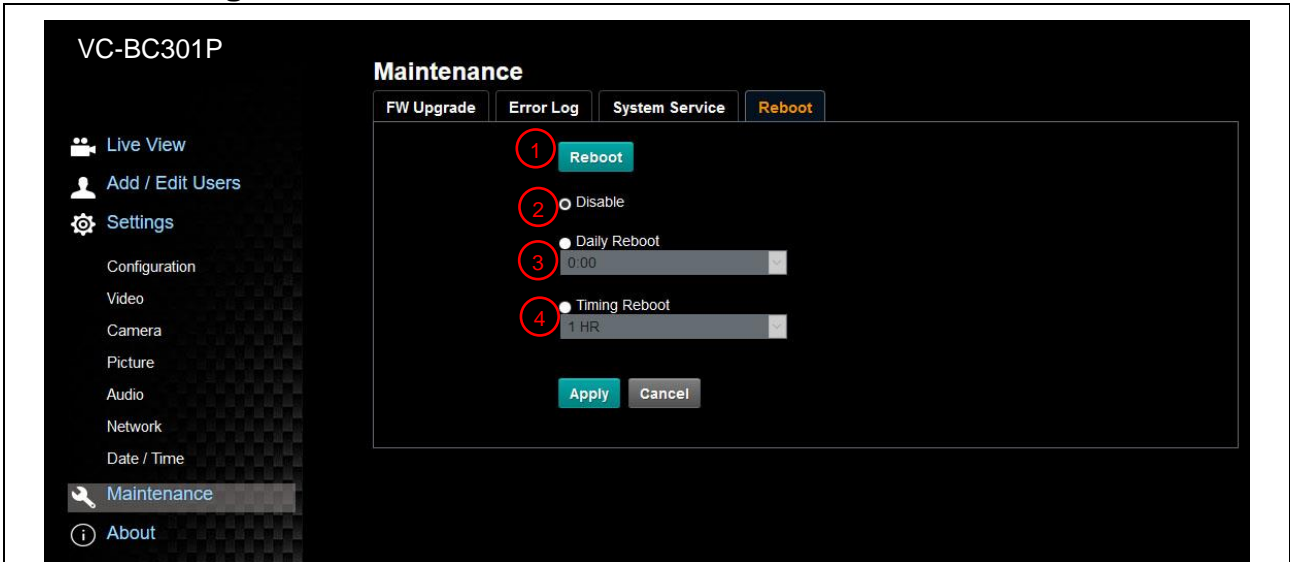 VC-BC301P
Maintenance
FW Upgrade Error Log System Service Reboot
Live View
Add / Edit Users
Settings
Configuration
Video
Camera
Picture
Audio
Network
Date / Time
Maintenance
About
1 Reboot
2 Disable
Daily Reboot
3 0:00
Timing Reboot
4 1 HR
Apply Cancel